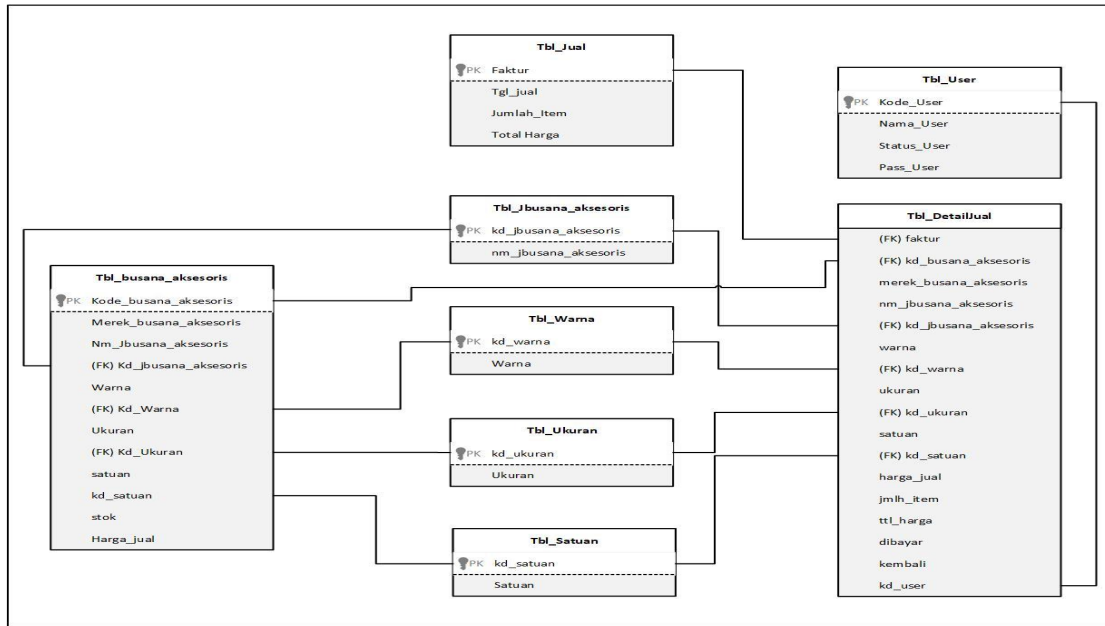 Tbl_Jual
PK Faktur
Tgl_jual
Jumlah_Item
Total Harga
Tbl_User
PK Kode_User
Nama_User
Status_User
Pass_User
Tbl_Jbusana_aksesoris
PK kd_jbusana_aksesoris
nm_jbusana_aksesoris
Tbl_busana_aksesoris
PK Kode_busana_aksesoris
Merek_busana_aksesoris
Nm_Jbusana_aksesoris
(FK) Kd_jbusana_aksesoris
Warna
(FK) Kd_Warna
Ukuran
(FK) Kd_Ukuran
satuan
kd_satuan
stok
Harga_jual
Tbl_Warna
PK kd_warna
Warna
Tbl_Ukuran
PK kd_ukuran
Ukuran
Tbl_Satuan
PK kd_satuan
Satuan
Tbl_DetailJual
(FK) faktur
(FK) kd_busana_aksesoris
merek_busana_aksesoris
nm_jbusana_aksesoris
(FK) kd_jbusana_aksesoris
warna
(FK) kd_warna
ukuran
(FK) kd_ukuran
satuan
(FK) kd_satuan
harga_jual
jmlh_item
ttl_harga
dibayar
kembali
kd_user